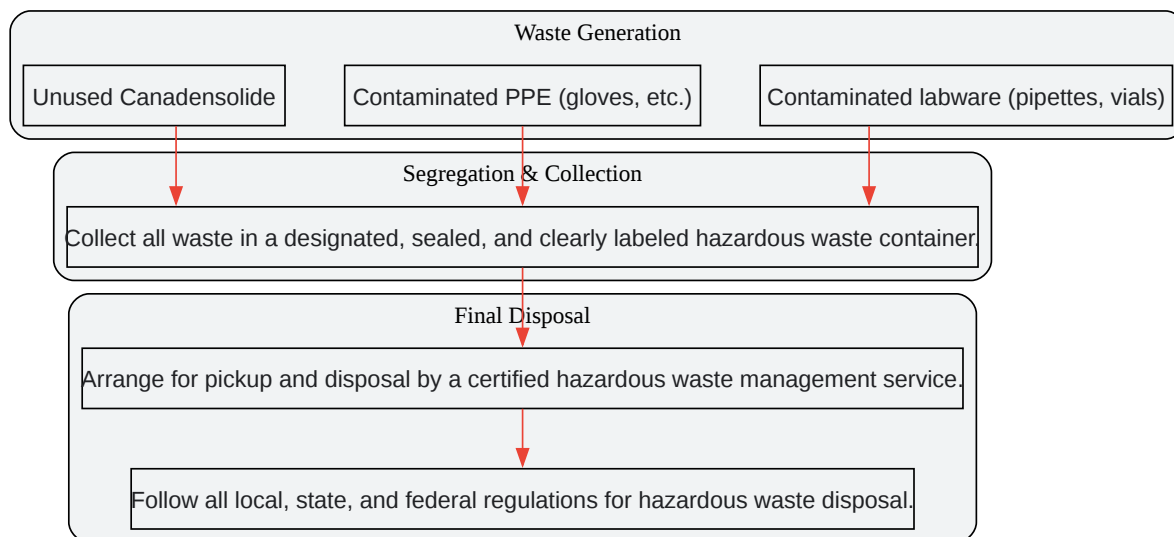 Waste Generation
Unused Canadensolide
Contaminated PPE (gloves, etc.)
Contaminated labware (pipettes, vials)
Segregation & Collection
Collect all waste in a designated, sealed, and clearly labeled hazardous waste container.
Final Disposal
Arrange for pickup and disposal by a certified hazardous waste management service.
Follow all local, state, and federal regulations for hazardous waste disposal.